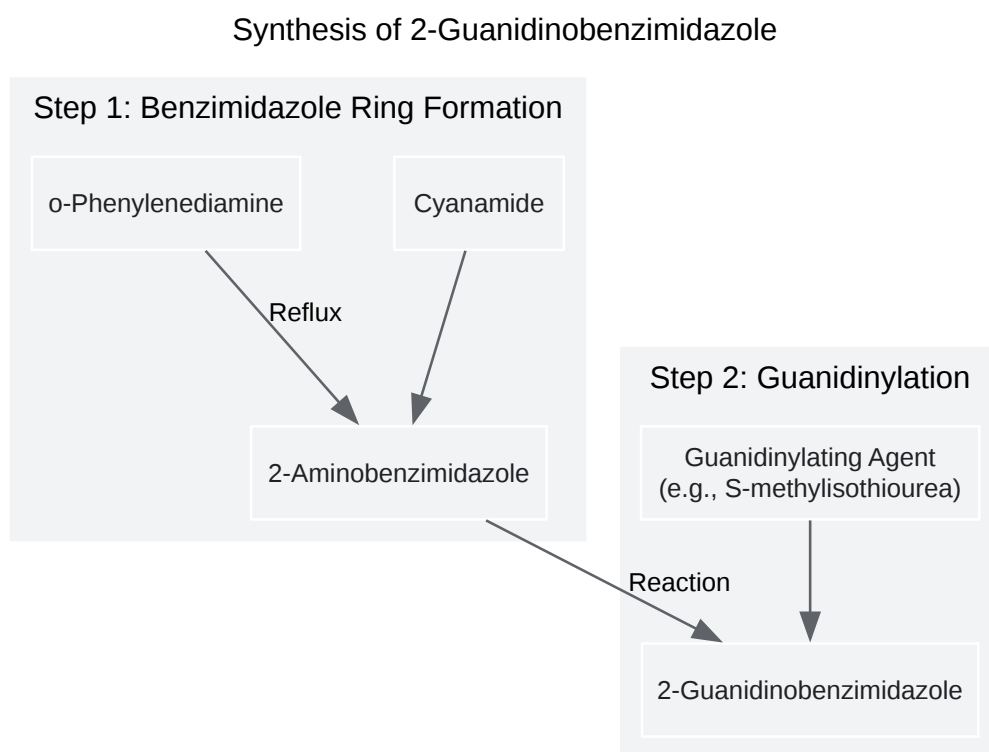 Synthesis of 2-Guanidinobenzimidazole
Step 1: Benzimidazole Ring Formation
o-Phenylenediamine
Cyanamide
Reflux
2-Aminobenzimidazole
Step 2: Guanidinylation
Guanidinylating Agent
(e.g., S-methylisothiourea)
Reaction
2-Guanidinobenzimidazole